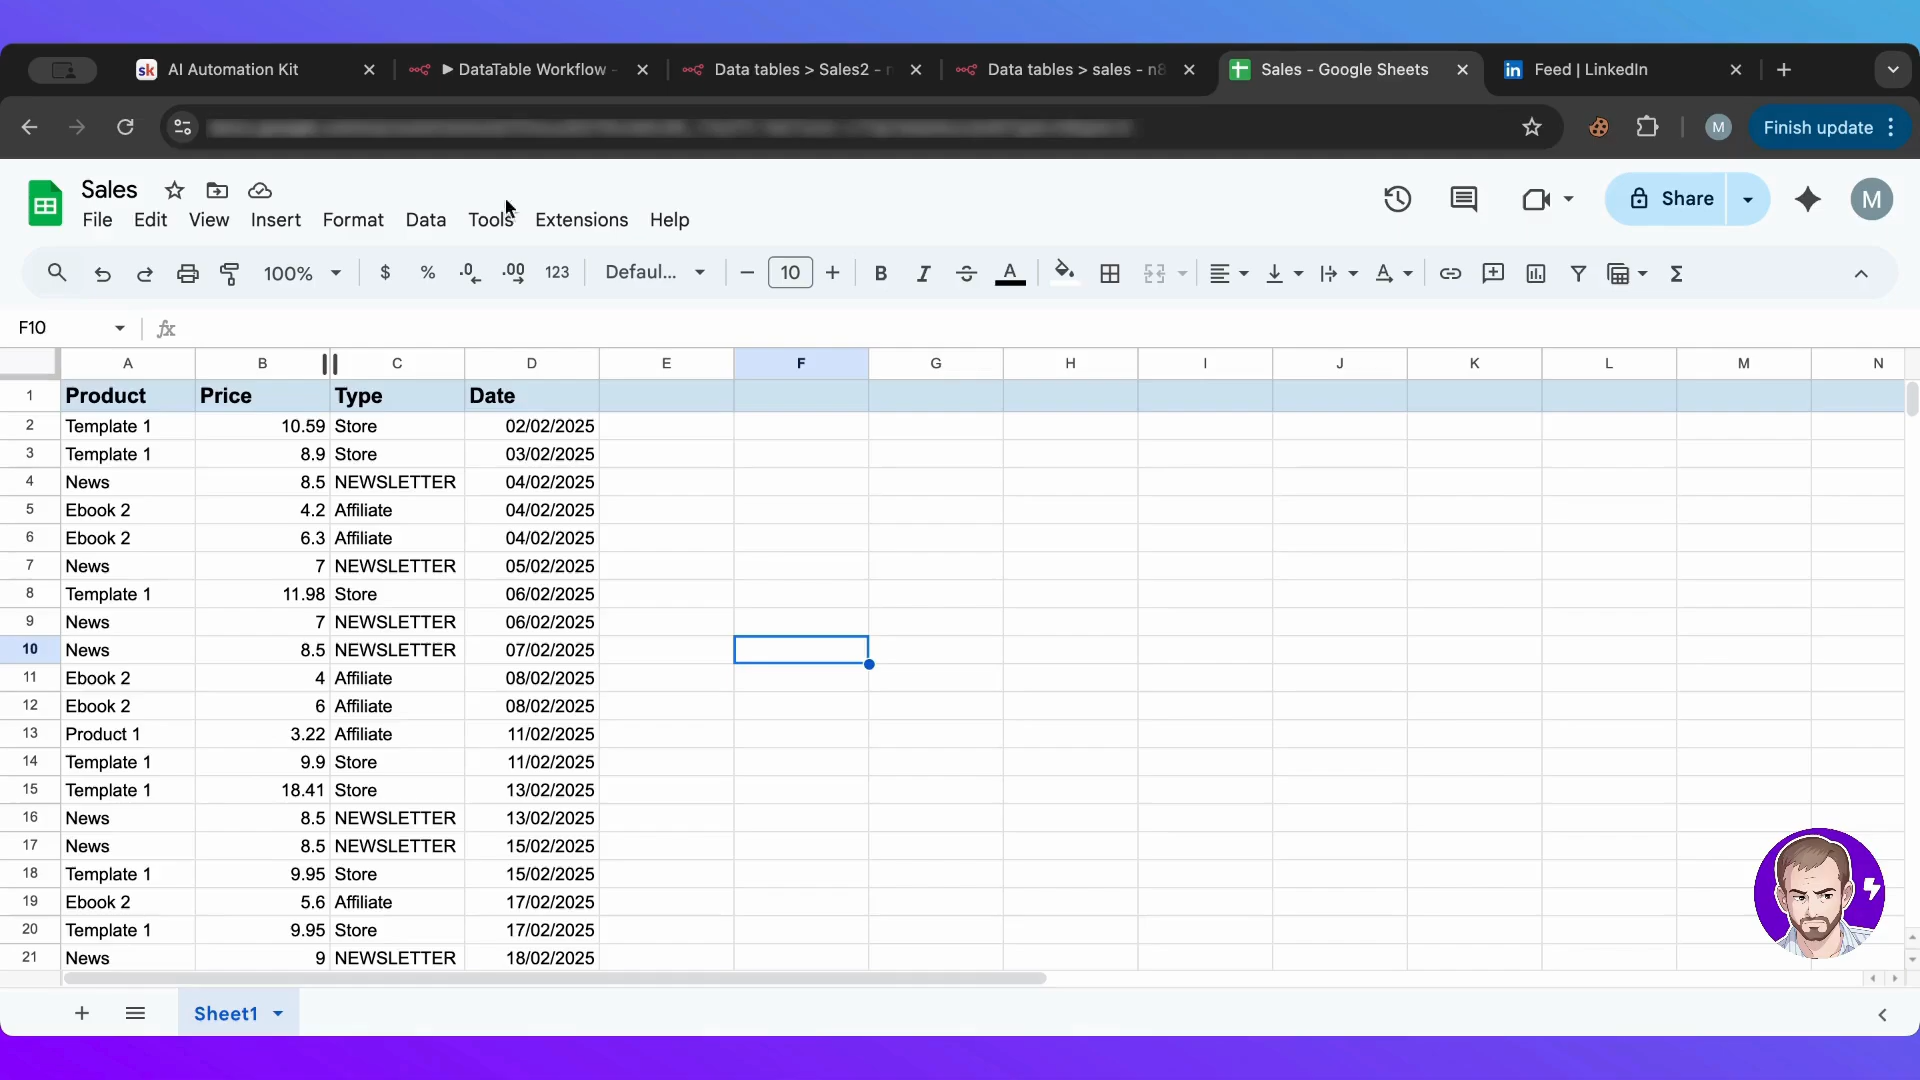 sk AI Automation Kit
▶ DataTable Workflow -
Data tables > Sales2 -
Data tables > sales - n8
Sales - Google Sheets
in Feed | LinkedIn
M
Finish update
Sales
File Edit View Insert Format Data Tools Extensions Help
Share
M
100% $ % .0 .00 123 Defaul... 10 B I A Σ
F10 fx
A B C D E F G H I J K L M N
1 Product Price Type Date
2 Template 1 10.59 Store 02/02/2025
3 Template 1 8.9 Store 03/02/2025
4 News 8.5 NEWSLETTER 04/02/2025
5 Ebook 2 4.2 Affiliate 04/02/2025
6 Ebook 2 6.3 Affiliate 04/02/2025
7 News 7 NEWSLETTER 05/02/2025
8 Template 1 11.98 Store 06/02/2025
9 News 7 NEWSLETTER 06/02/2025
10 News 8.5 NEWSLETTER 07/02/2025
11 Ebook 2 4 Affiliate 08/02/2025
12 Ebook 2 6 Affiliate 08/02/2025
13 Product 1 3.22 Affiliate 11/02/2025
14 Template 1 9.9 Store 11/02/2025
15 Template 1 18.41 Store 13/02/2025
16 News 8.5 NEWSLETTER 13/02/2025
17 News 8.5 NEWSLETTER 15/02/2025
18 Template 1 9.95 Store 15/02/2025
19 Ebook 2 5.6 Affiliate 17/02/2025
20 Template 1 9.95 Store 17/02/2025
21 News 9 NEWSLETTER 18/02/2025
Sheet1